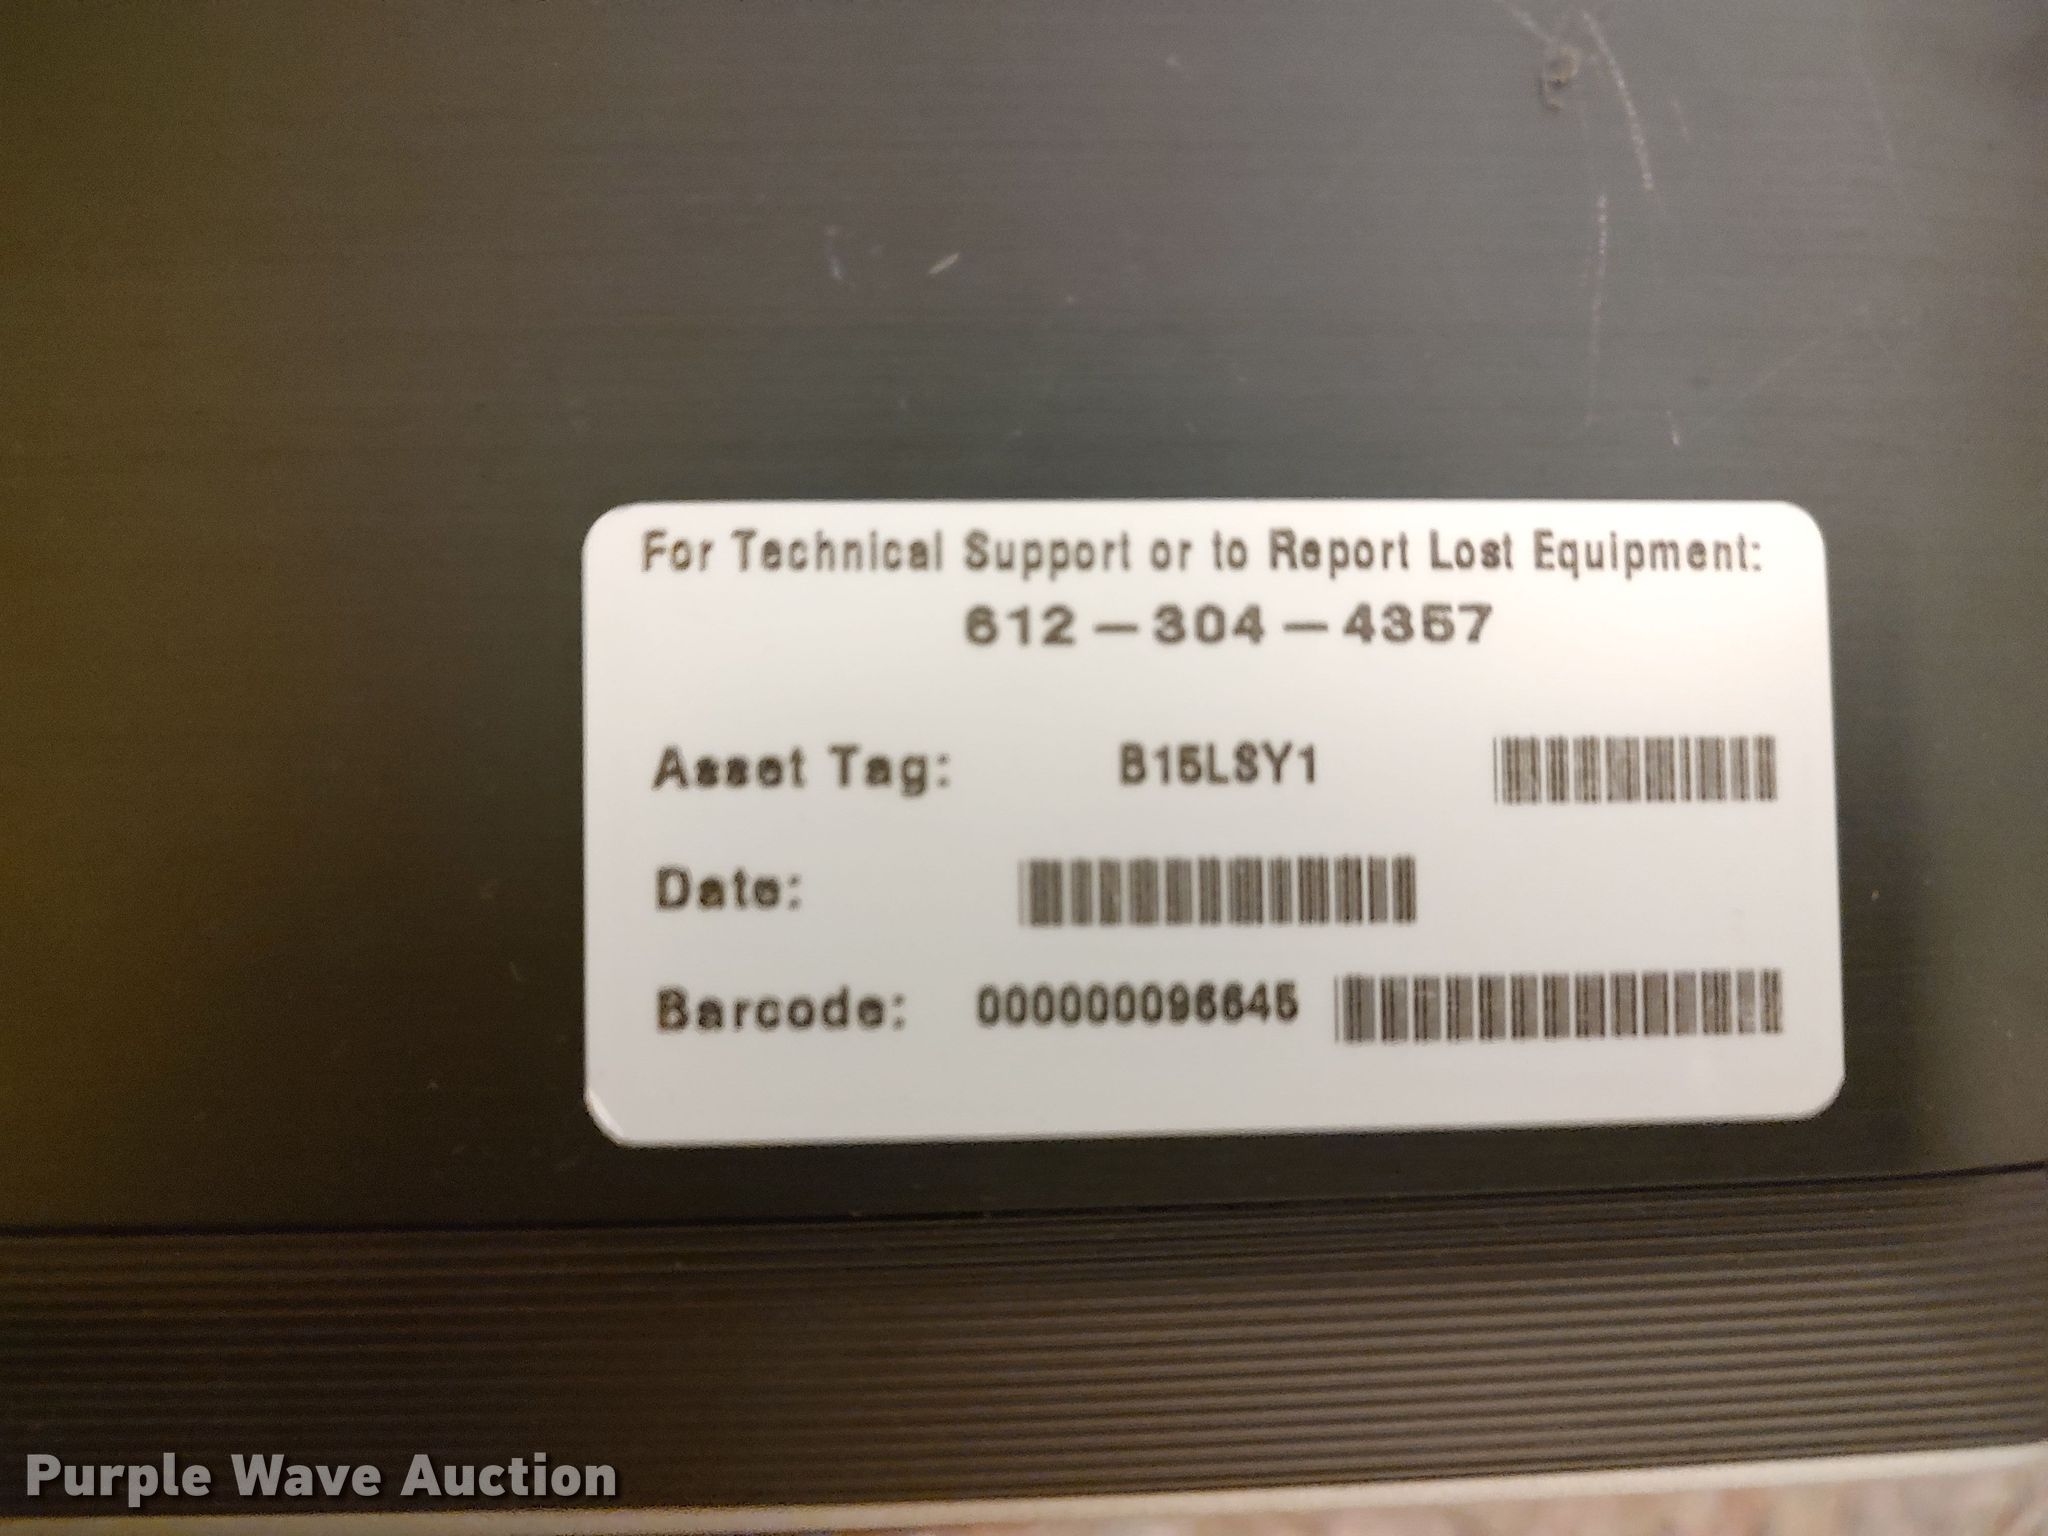 For Technical Support or to Report Lost Equipment:
612-304-4357
Asset Tag: B15LSY1
Date:
Barcode: 000000096645
Purple Wave Auction